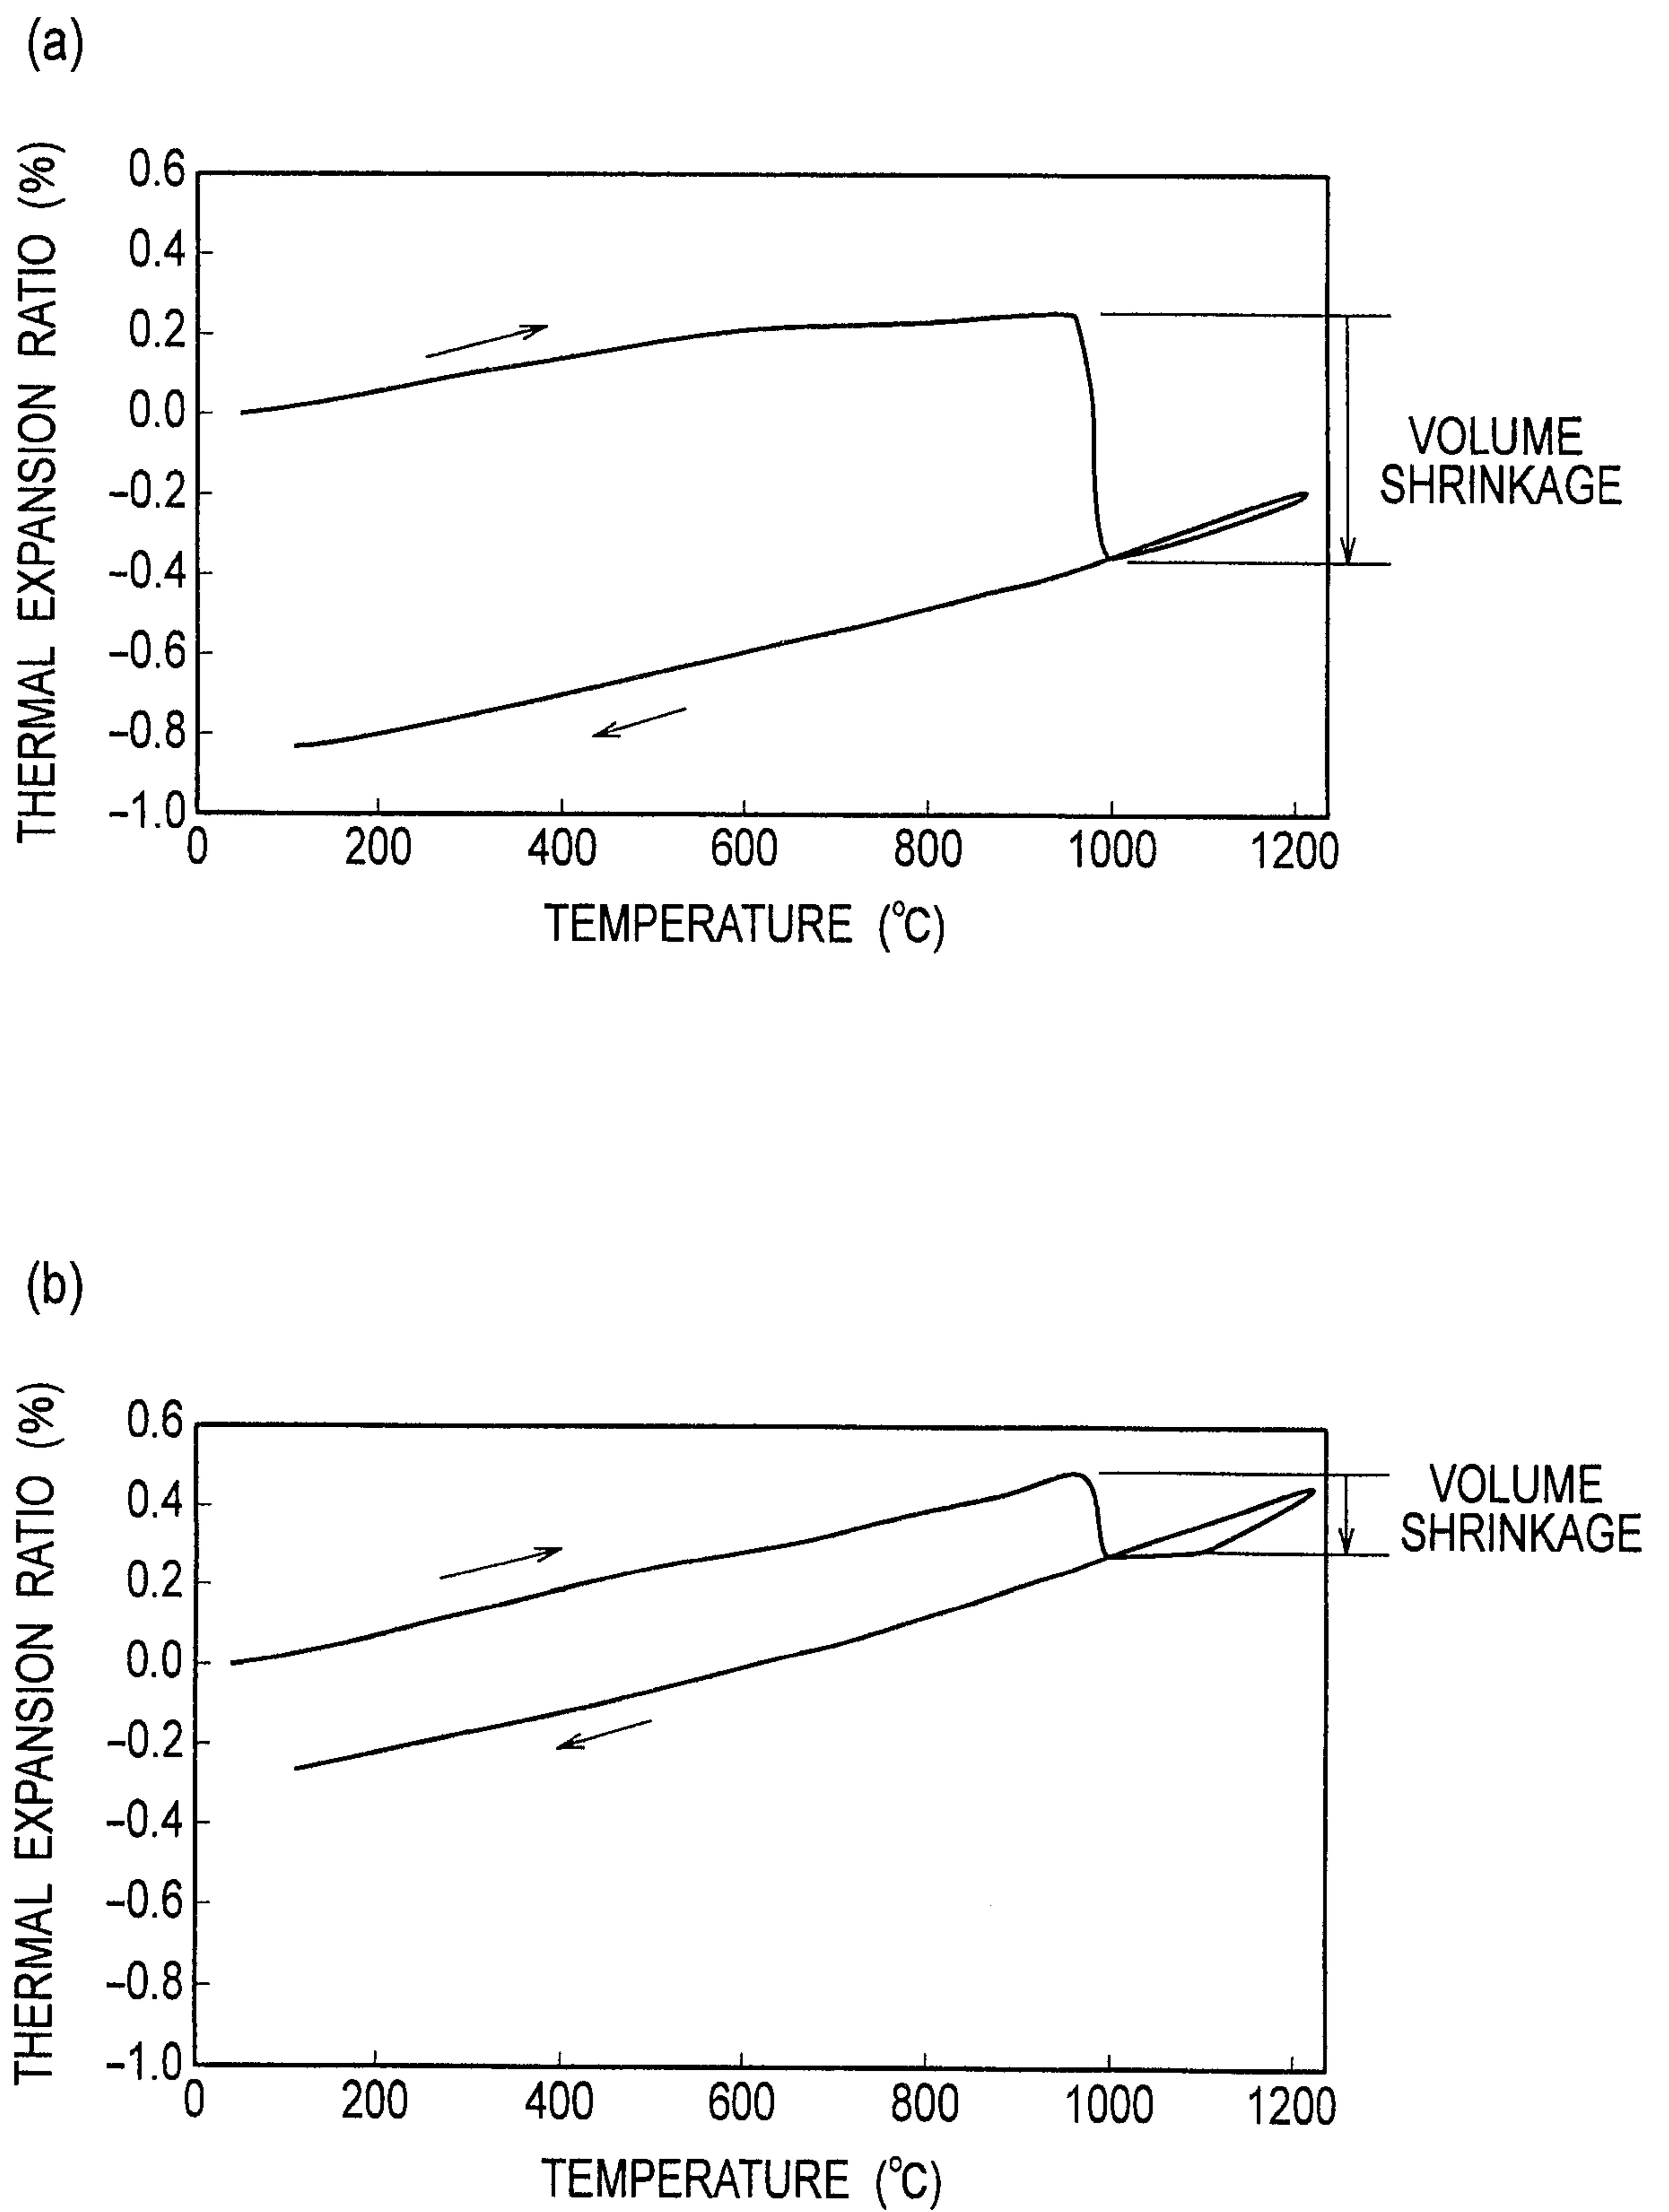 (a)
THERMAL EXPANSION RATIO (%)
0.6
0.4
0.2
0.0
-0.2
-0.4
-0.6
-0.8
-1.0
0 200 400 600 800 1000 1200
TEMPERATURE (°C)
VOLUME
SHRINKAGE
(b)
THERMAL EXPANSION RATIO (%)
0.6
0.4
0.2
0.0
-0.2
-0.4
-0.6
-0.8
-1.0
0 200 400 600 800 1000 1200
TEMPERATURE (°C)
VOLUME
SHRINKAGE